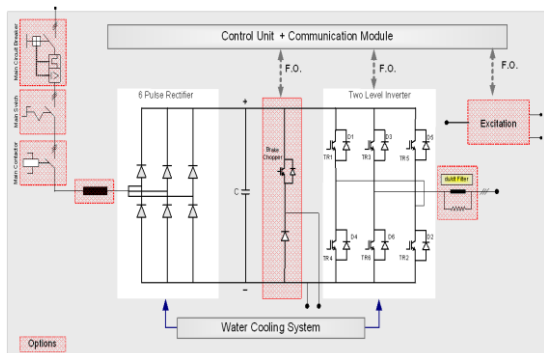 Control Unit + Communication Module
F.O.
F.O.
F.O.
Main Circuit Breaker
Main Switch
Main Contactor
6 Pulse Rectifier
Two Level Inverter
Excitation
+
Brake
Chopper
C
D1
D3
D5
TR1
TR3
TR5
du/dt Filter
D4
D6
D2
TR4
TR6
TR2
−
Water Cooling System
Options